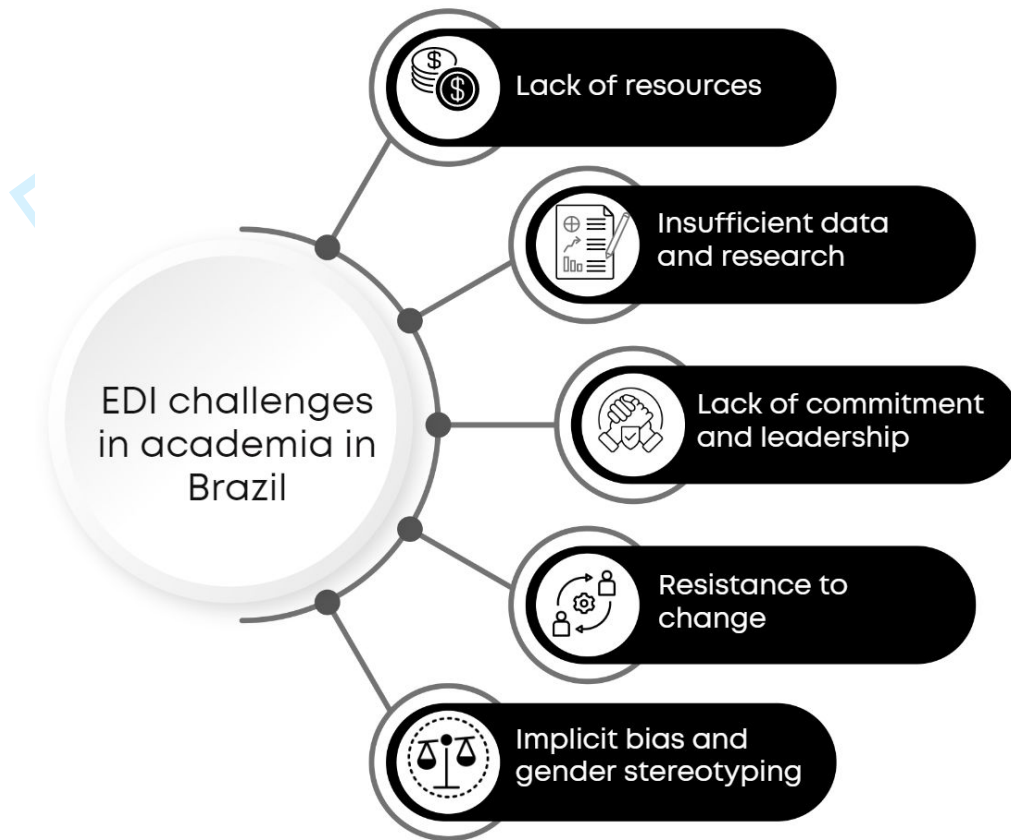 EDI challenges
in academia in
Brazil
Lack of resources
Insufficient data
and research
Lack of commitment
and leadership
Resistance to
change
Implicit bias and
gender stereotyping